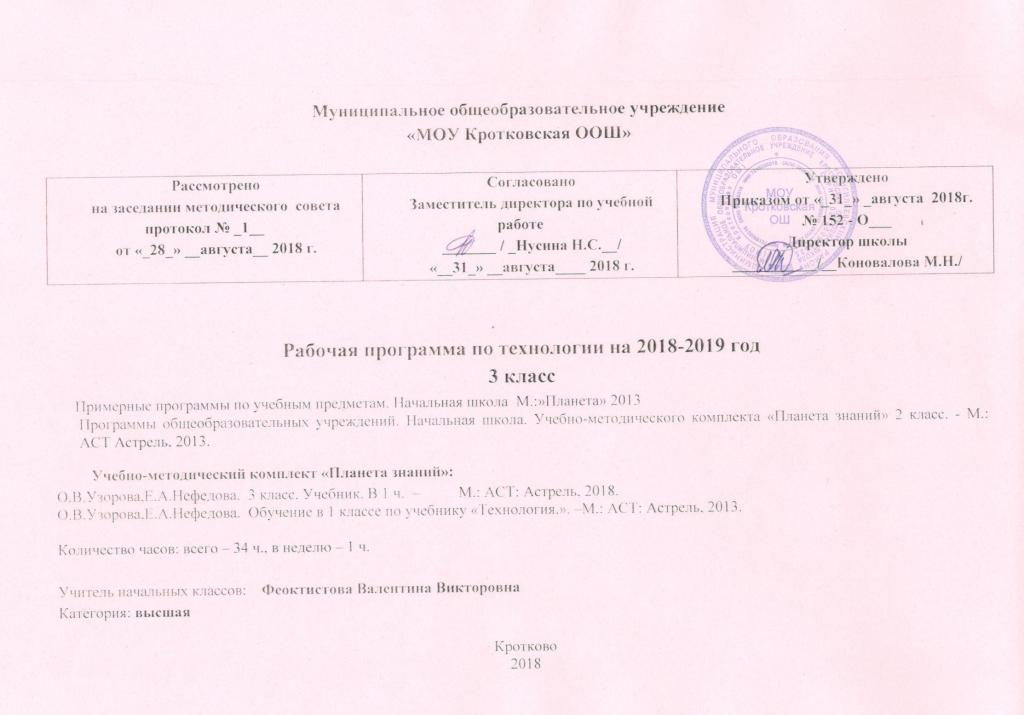 Муниципальное общеобразовательное учреждение
«МОУ Кротковская ООШ»
Рассмотрено
на заседании методического совета
протокол № _1__
от «_28_» __августа__ 2018 г.
Согласовано
Заместитель директора по учебной
работе
_______/ _Нусина Н.С.__/
«__31_» __августа____ 2018 г.
Утверждено
Приказом от «_31_» _августа 2018г.
№ 152 - О___
Директор школы
___________/__Коновалова М.Н./
МОУ
Кротковская
ООШ
Рабочая программа по технологии на 2018-2019 год
3 класс
Примерные программы по учебным предметам. Начальная школа М.:»Планета» 2013
Программы общеобразовательных учреждений. Начальная школа. Учебно-методического комплекта «Планета знаний» 2 класс. - М.:
АСТ Астрель, 2013.
Учебно-методический комплект «Планета знаний»:
О.В.Узорова,Е.А.Нефедова. 3 класс. Учебник. В 1 ч. – М.: АСТ: Астрель, 2018.
О.В.Узорова,Е.А.Нефедова. Обучение в 1 классе по учебнику «Технология.». –М.: АСТ: Астрель, 2013.
Количество часов: всего – 34 ч., в неделю – 1 ч.
Учитель начальных классов: Феоктистова Валентина Викторовна
Категория: высшая
Кротково
2018